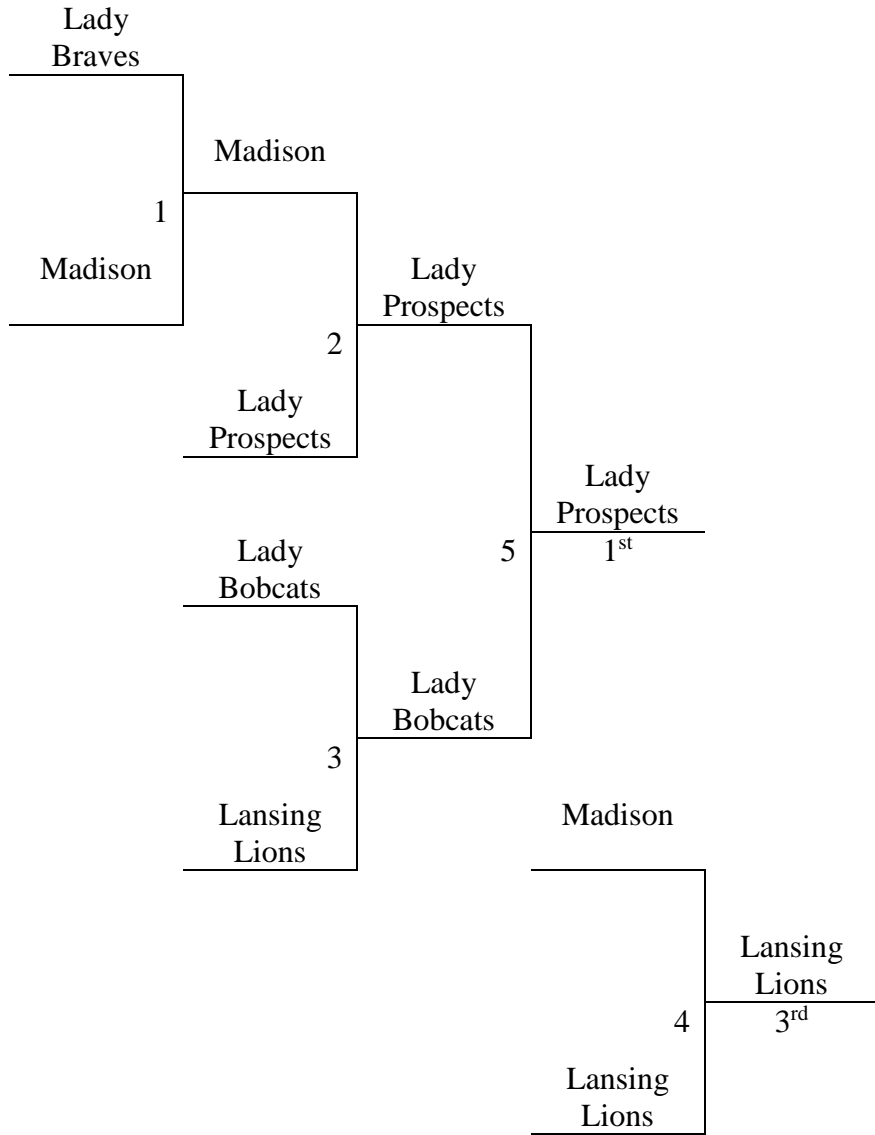 Lady
Braves
Madison
1
Madison
Lady
Prospects
2
Lady
Prospects
Lady
Prospects
1st
5
Lady
Bobcats
Lady
Bobcats
3
Lansing
Lions
Madison
Lansing
Lions
3rd
4
Lansing
Lions